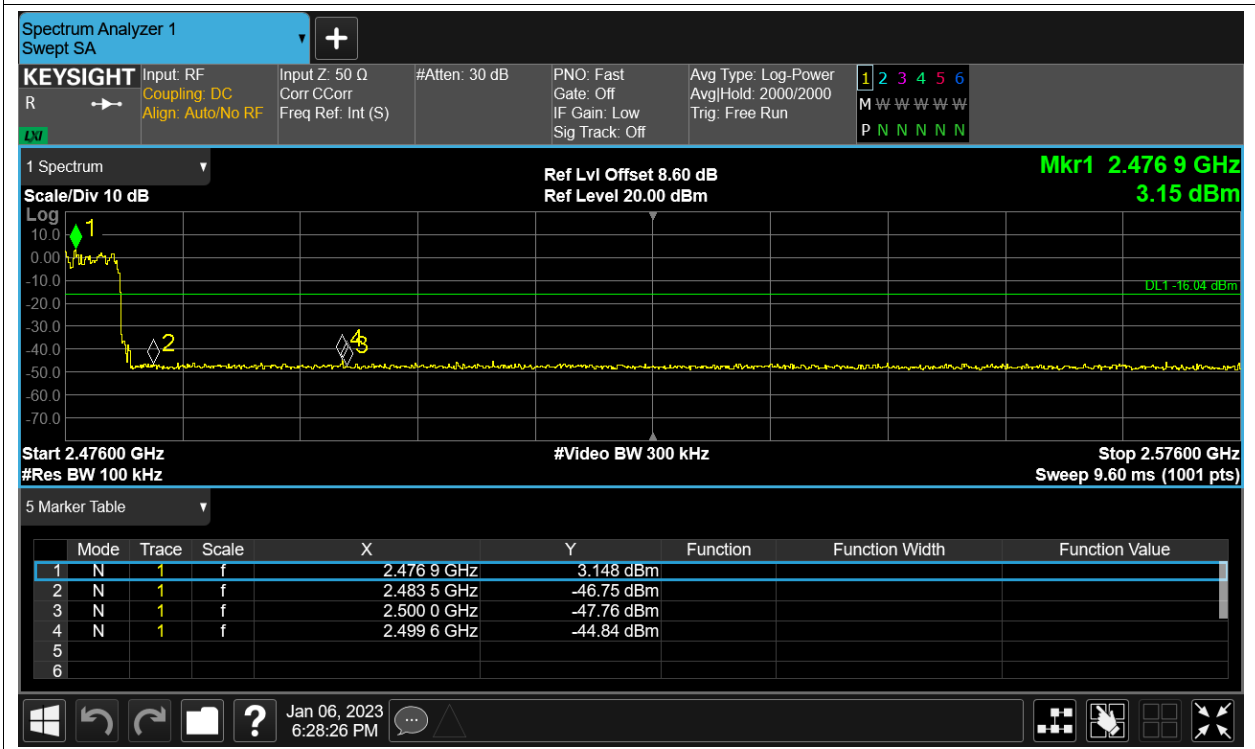 Spectrum Analyzer 1
Swept SA
+
KEYSIGHT
R
LXI
Input: RF
Coupling: DC
Align: Auto/No RF
Input Z: 50 Ω
Corr CCorr
Freq Ref: Int (S)
#Atten: 30 dB
PNO: Fast
Gate: Off
IF Gain: Low
Sig Track: Off
Avg Type: Log-Power
Avg|Hold: 2000/2000
Trig: Free Run
1 2 3 4 5 6
M W W W W W
P N N N N N
1 Spectrum
Scale/Div 10 dB
Ref Lvl Offset 8.60 dB
Ref Level 20.00 dBm
Mkr1 2.476 9 GHz
3.15 dBm
Log
10.0
0.00
-10.0
-20.0
-30.0
-40.0
-50.0
-60.0
-70.0
1
2
4
3
DL1 -16.04 dBm
Start 2.47600 GHz
#Res BW 100 kHz
#Video BW 300 kHz
Stop 2.57600 GHz
Sweep 9.60 ms (1001 pts)
5 Marker Table
Mode Trace Scale X Y Function Function Width Function Value
1 N 1 f 2.476 9 GHz 3.148 dBm
2 N 1 f 2.483 5 GHz -46.75 dBm
3 N 1 f 2.500 0 GHz -47.76 dBm
4 N 1 f 2.499 6 GHz -44.84 dBm
5
6
?
Jan 06, 2023
6:28:26 PM